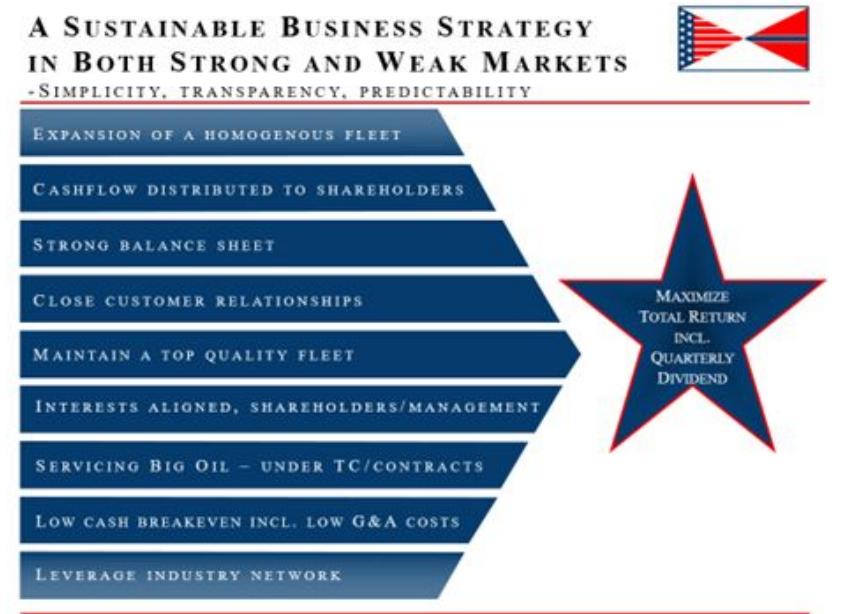 A Sustainable Business Strategy
in Both Strong and Weak Markets
-Simplicity, transparency, predictability
Expansion of a homogenous fleet
Cashflow distributed to shareholders
Strong balance sheet
Close customer relationships
Maintain a top quality fleet
Interests aligned, shareholders/management
Servicing Big Oil – under TC/contracts
Low cash breakeven incl. low G&A costs
Leverage industry network
Maximize
Total Return
incl.
Quarterly
Dividend